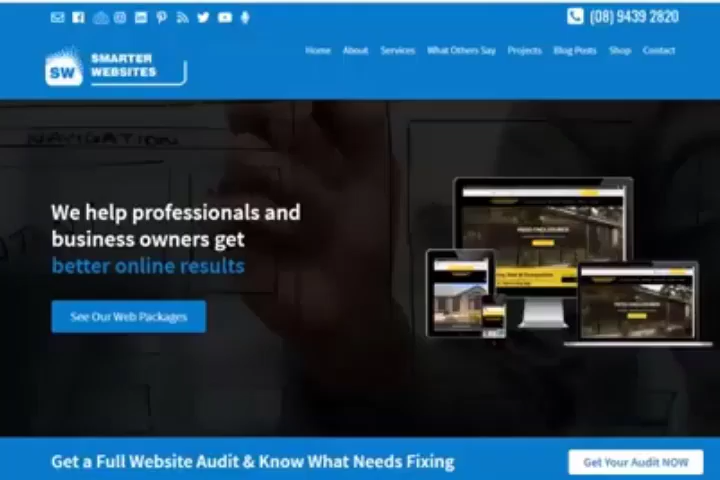 (08) 9439 2820
SW
SMARTER
WEBSITES
Home About Services What Others Say Projects Blog Posts Shop Contact
NAVIGATION
We help professionals and
business owners get
better online results
See Our Web Packages
Get a Full Website Audit & Know What Needs Fixing
Get Your Audit NOW